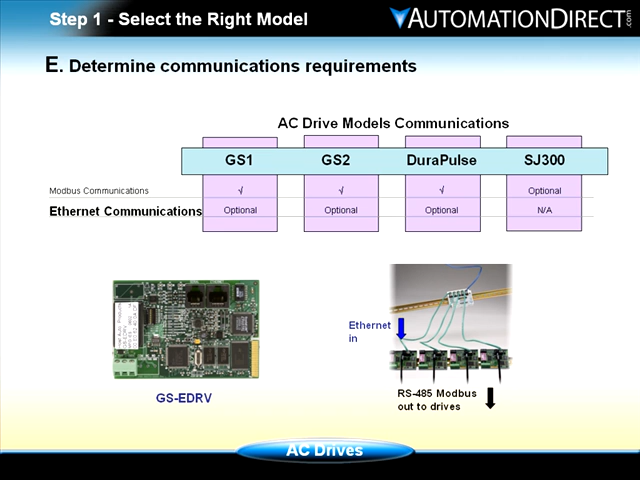 Step 1 - Select the Right Model
AUTOMATIONDIRECT.com
E. Determine communications requirements
AC Drive Models Communications
GS1 GS2 DuraPulse SJ300
Modbus Communications √ √ √ Optional
Ethernet Communications Optional Optional Optional N/A
Ethernet
in
GS-EDRV
RS-485 Modbus
out to drives
AC Drives